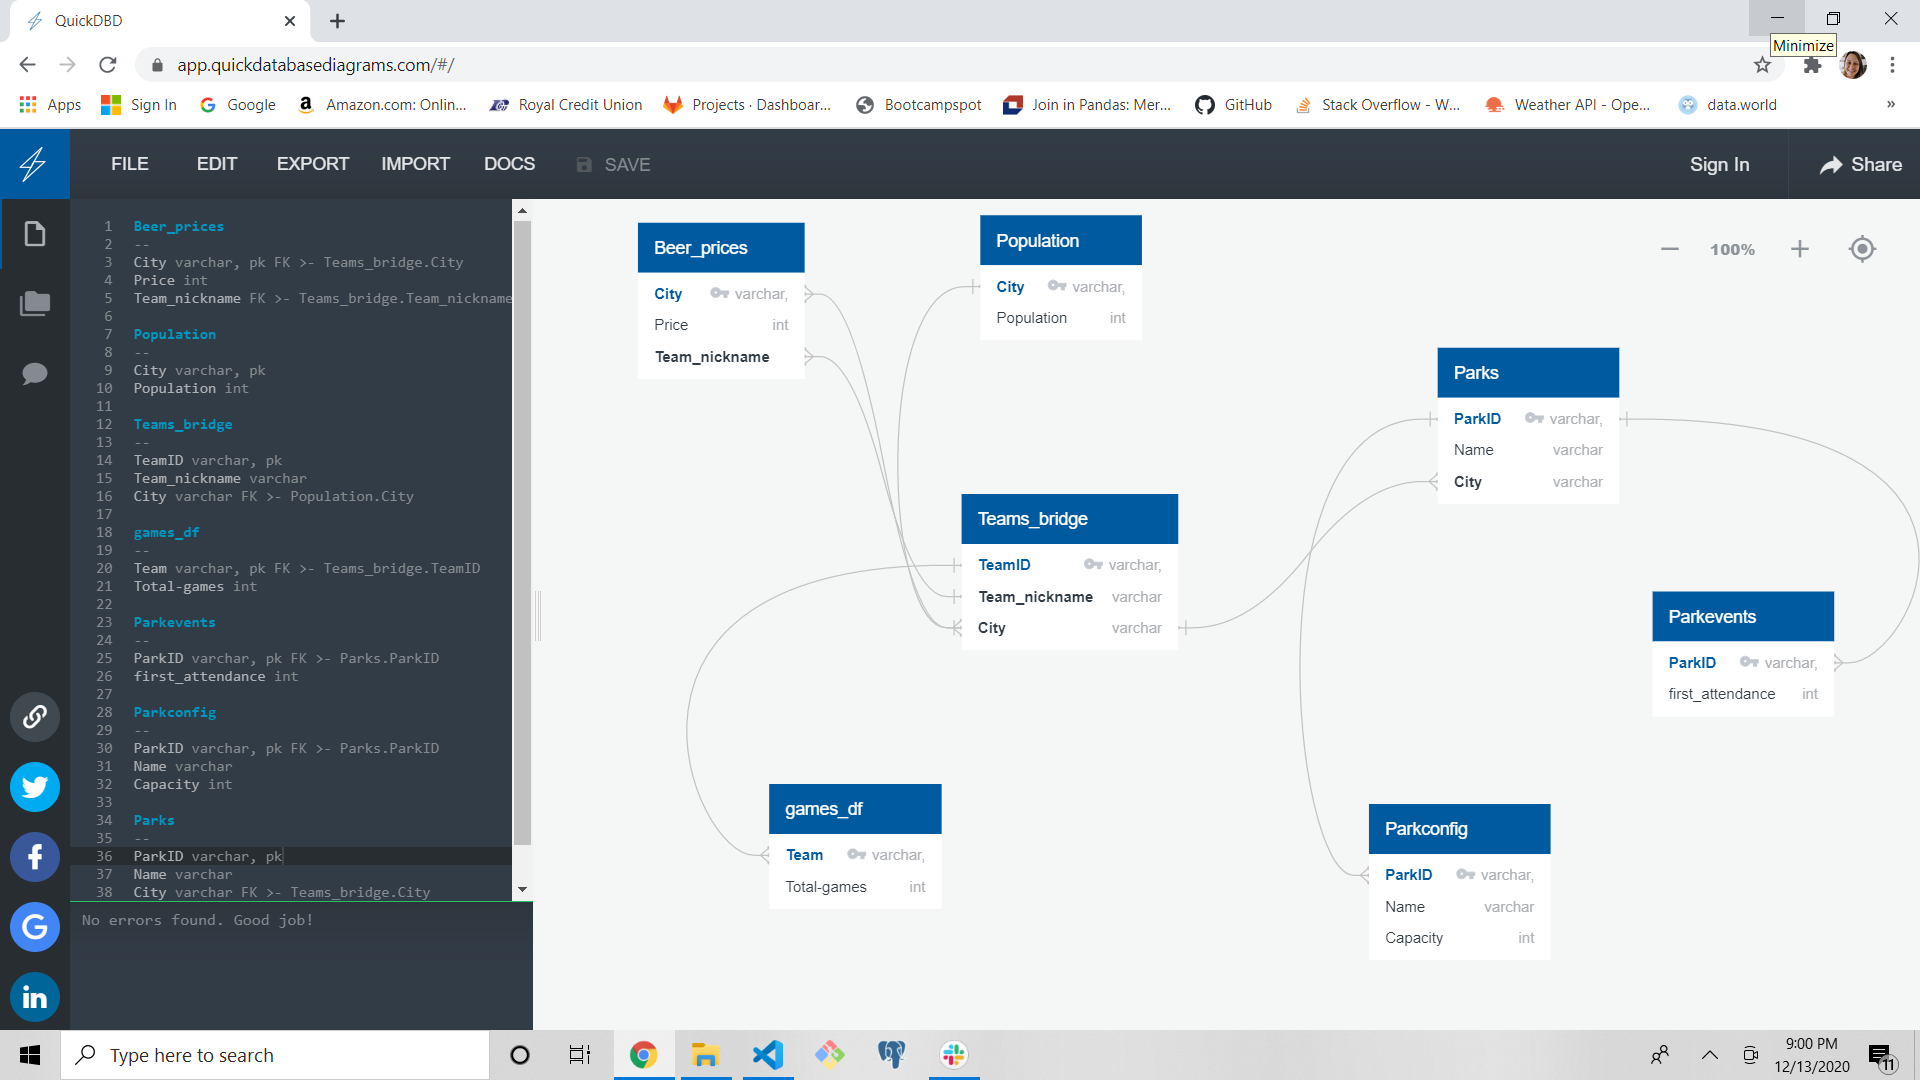 QuickDBD
Minimize
app.quickdatabasediagrams.com/#/
Apps
Sign In
Google
Amazon.com: Onlin...
Royal Credit Union
Projects · Dashboar...
Bootcampspot
Join in Pandas: Mer...
GitHub
Stack Overflow - W...
Weather API - Ope...
data.world
»
FILE EDIT EXPORT IMPORT DOCS SAVE
Sign In
Share
1 Beer_prices
2 --
3 City varchar, pk FK >- Teams_bridge.City
4 Price int
5 Team_nickname FK >- Teams_bridge.Team_nickname
6
7 Population
8 --
9 City varchar, pk
10 Population int
11
12 Teams_bridge
13 --
14 TeamID varchar, pk
15 Team_nickname varchar
16 City varchar FK >- Population.City
17
18 games_df
19 --
20 Team varchar, pk FK >- Teams_bridge.TeamID
21 Total-games int
22
23 Parkevents
24 --
25 ParkID varchar, pk FK >- Parks.ParkID
26 first_attendance int
27
28 Parkconfig
29 --
30 ParkID varchar, pk FK >- Parks.ParkID
31 Name varchar
32 Capacity int
33
34 Parks
35 --
36 ParkID varchar, pk
37 Name varchar
38 City varchar FK >- Teams_bridge.City
No errors found. Good job!
100%
Beer_prices
City varchar,
Price int
Team_nickname
Population
City varchar,
Population int
Parks
ParkID varchar,
Name varchar
City varchar
Teams_bridge
TeamID varchar,
Team_nickname varchar
City varchar
Parkevents
ParkID varchar,
first_attendance int
games_df
Team varchar,
Total-games int
Parkconfig
ParkID varchar,
Name varchar
Capacity int
Type here to search
9:00 PM
12/13/2020
11